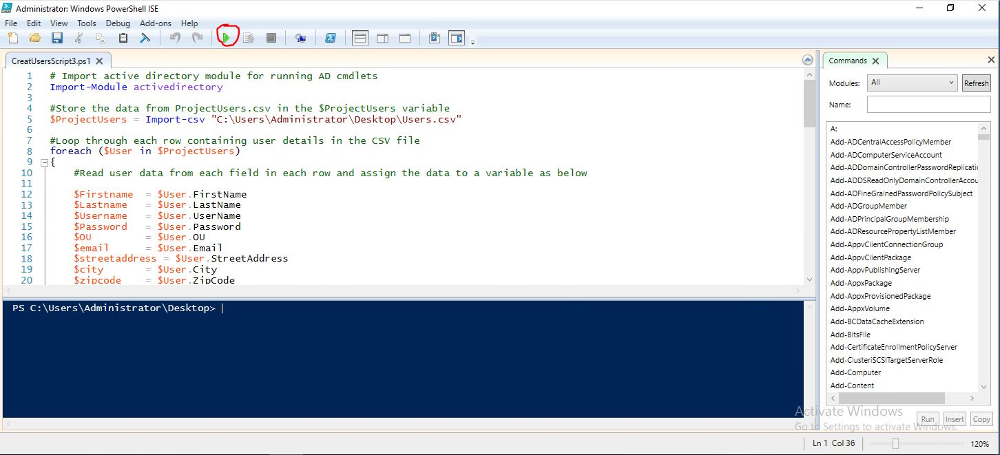 Administrator: Windows PowerShell ISE
File Edit View Tools Debug Add-ons Help
CreatUsersScript3.ps1
1 # Import active directory module for running AD cmdlets
2 Import-Module activedirectory
3
4 #Store the data from ProjectUsers.csv in the $ProjectUsers variable
5 $ProjectUsers = Import-csv "C:\Users\Administrator\Desktop\Users.csv"
6
7 #Loop through each row containing user details in the CSV file
8 foreach ($User in $ProjectUsers)
9 {
10 #Read user data from each field in each row and assign the data to a variable as below
11
12 $Firstname = $User.FirstName
13 $Lastname = $User.LastName
14 $Username = $User.UserName
15 $Password = $User.Password
16 $OU = $User.OU
17 $email = $User.Email
18 $streetaddress = $User.StreetAddress
19 $city = $User.City
20 $zipcode = $User.ZipCode
PS C:\Users\Administrator\Desktop>
Commands
Modules: All Refresh
Name:
A:
Add-ADCentralAccessPolicyMember
Add-ADComputerServiceAccount
Add-ADDomainControllerPasswordReplicati
Add-ADDSReadOnlyDomainControllerAccou
Add-ADFineGrainedPasswordPolicySubject
Add-ADGroupMember
Add-ADPrincipalGroupMembership
Add-ADResourcePropertyListMember
Add-AppvClientConnectionGroup
Add-AppvClientPackage
Add-AppvPublishingServer
Add-AppxPackage
Add-AppxProvisionedPackage
Add-AppxVolume
Add-BCDataCacheExtension
Add-BitsFile
Add-CertificateEnrollmentPolicyServer
Add-ClusteriSCSITargetServerRole
Add-Computer
Add-Content
Activate Windows
Go to Settings to activate Windows.
Run Insert Copy
Ln 1 Col 36 120%